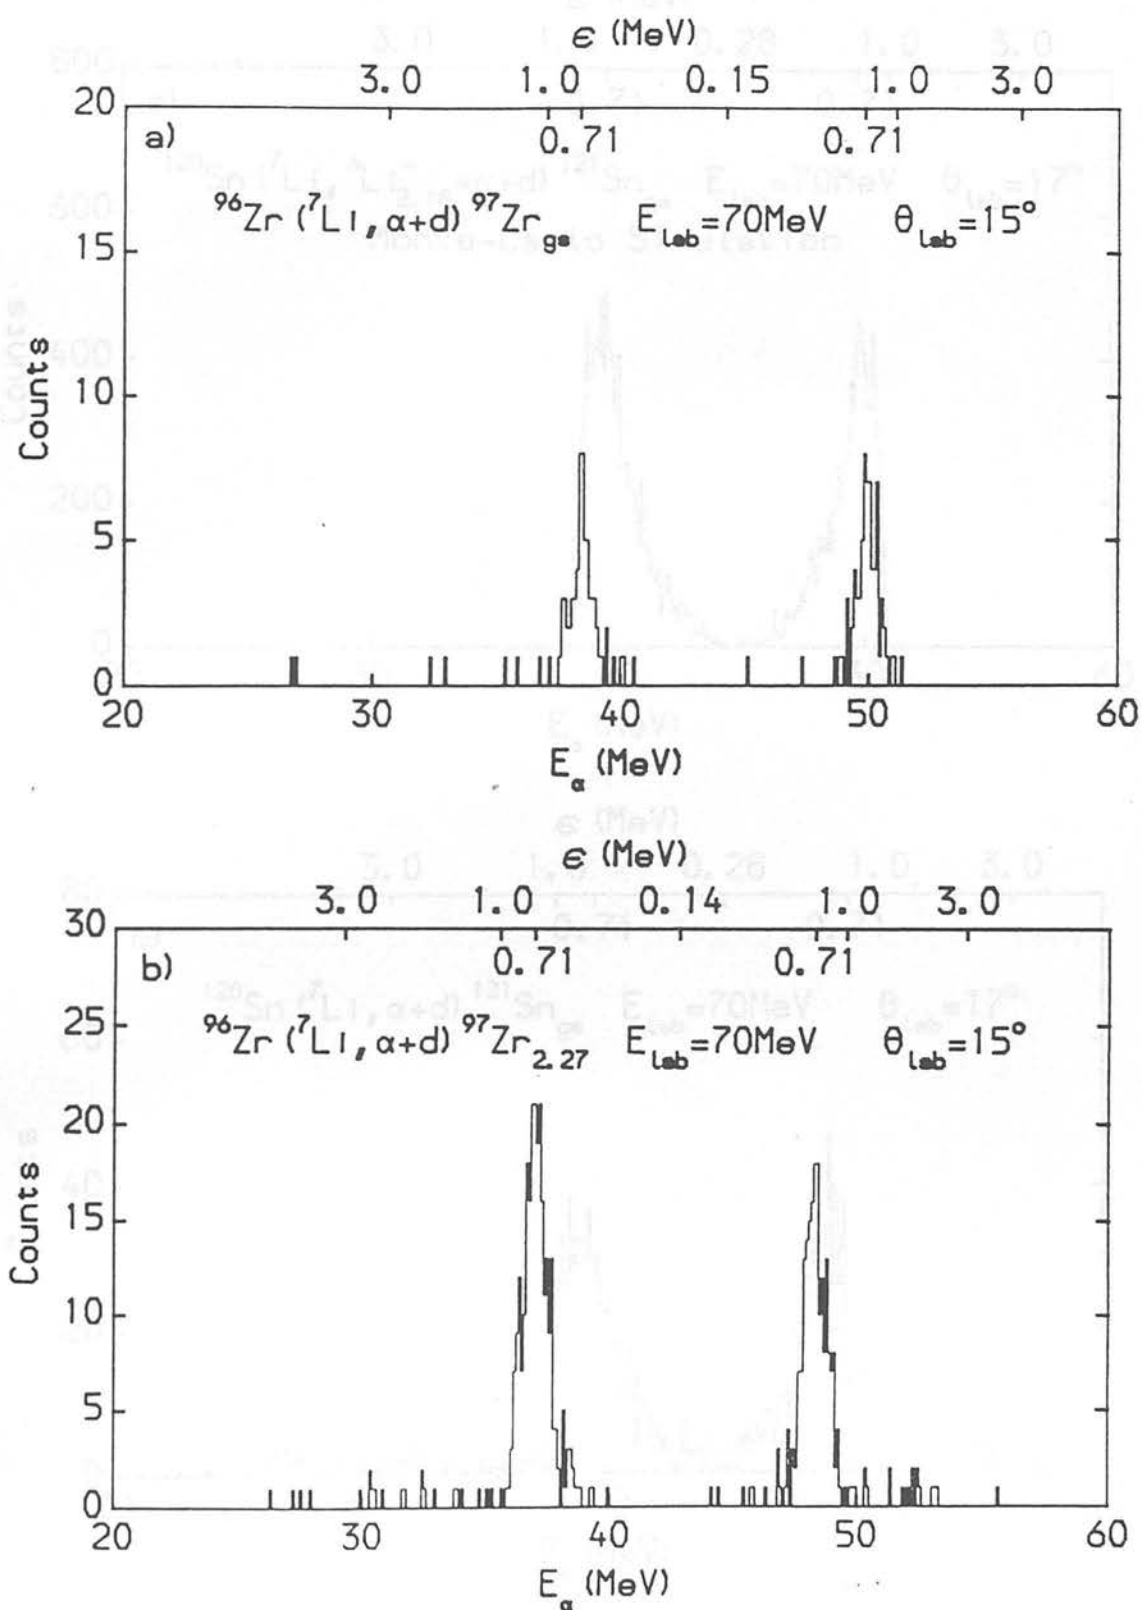 ε (MeV)
3.0 1.0 0.15 1.0 3.0
20
a) 0.71 0.71
⁹⁶Zr (⁷Li, α+d) ⁹⁷Zr_gs E_lab=70MeV θ_lab=15°
15
10
Counts
5
0
20 30 40 50 60
E_α (MeV)
ε (MeV)
3.0 1.0 0.14 1.0 3.0
30
b) 0.71 0.71
⁹⁶Zr (⁷Li, α+d) ⁹⁷Zr_2.27 E_lab=70MeV θ_lab=15°
25
20
15
Counts
10
5
0
20 30 40 50 60
E_α (MeV)